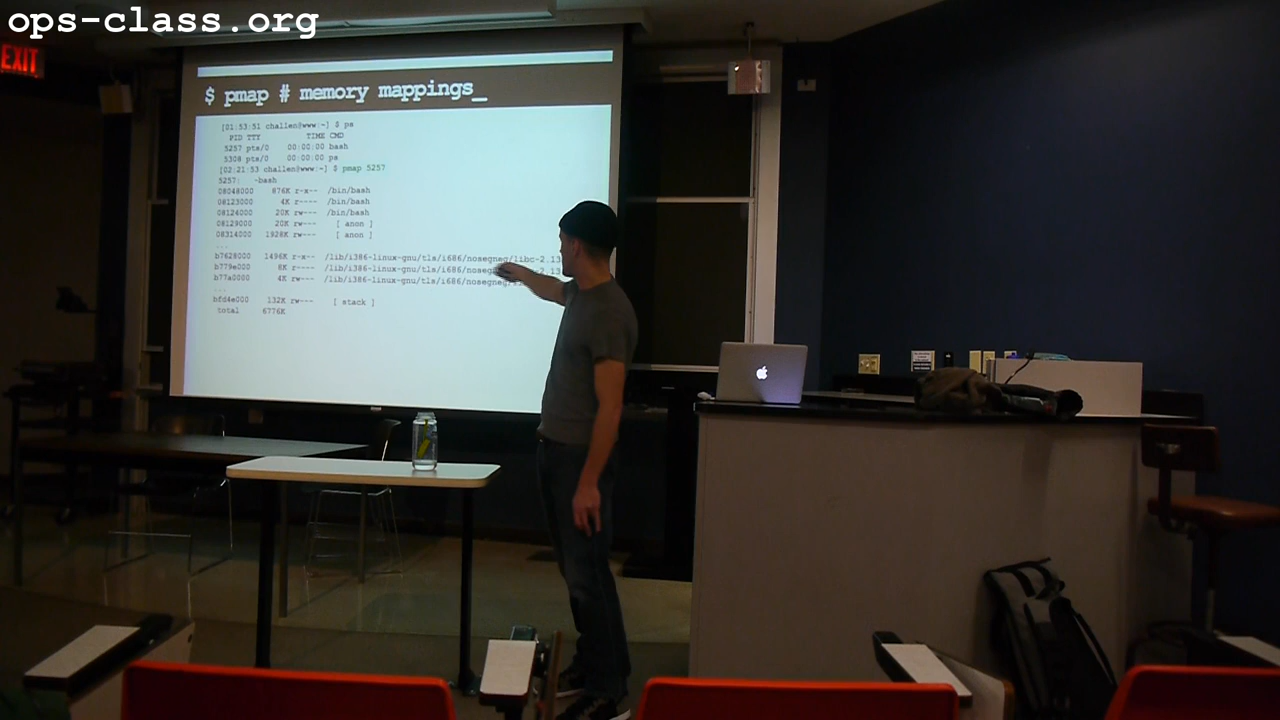 ops-class.org
EXIT
$ pmap # memory mappings_
[01:53:51 challen@www:~] $ ps
PID TTY TIME CMD
5257 pts/0 00:00:00 bash
5308 pts/0 00:00:00 ps
[02:21:53 challen@www:~] $ pmap 5257
5257: -bash
08048000 876K r-x-- /bin/bash
08123000 4K r---- /bin/bash
08124000 20K rw--- /bin/bash
08129000 20K rw--- [ anon ]
08314000 1928K rw--- [ anon ]
...
b7628000 1496K r-x-- /lib/i386-linux-gnu/tls/i686/nosegneg/libc-2.13
b779e000 8K r---- /lib/i386-linux-gnu/tls/i686/nosegneg/libc-2.13
b77a0000 4K rw--- /lib/i386-linux-gnu/tls/i686/nosegneg/
...
bfd4e000 132K rw--- [ stack ]
total 6776K